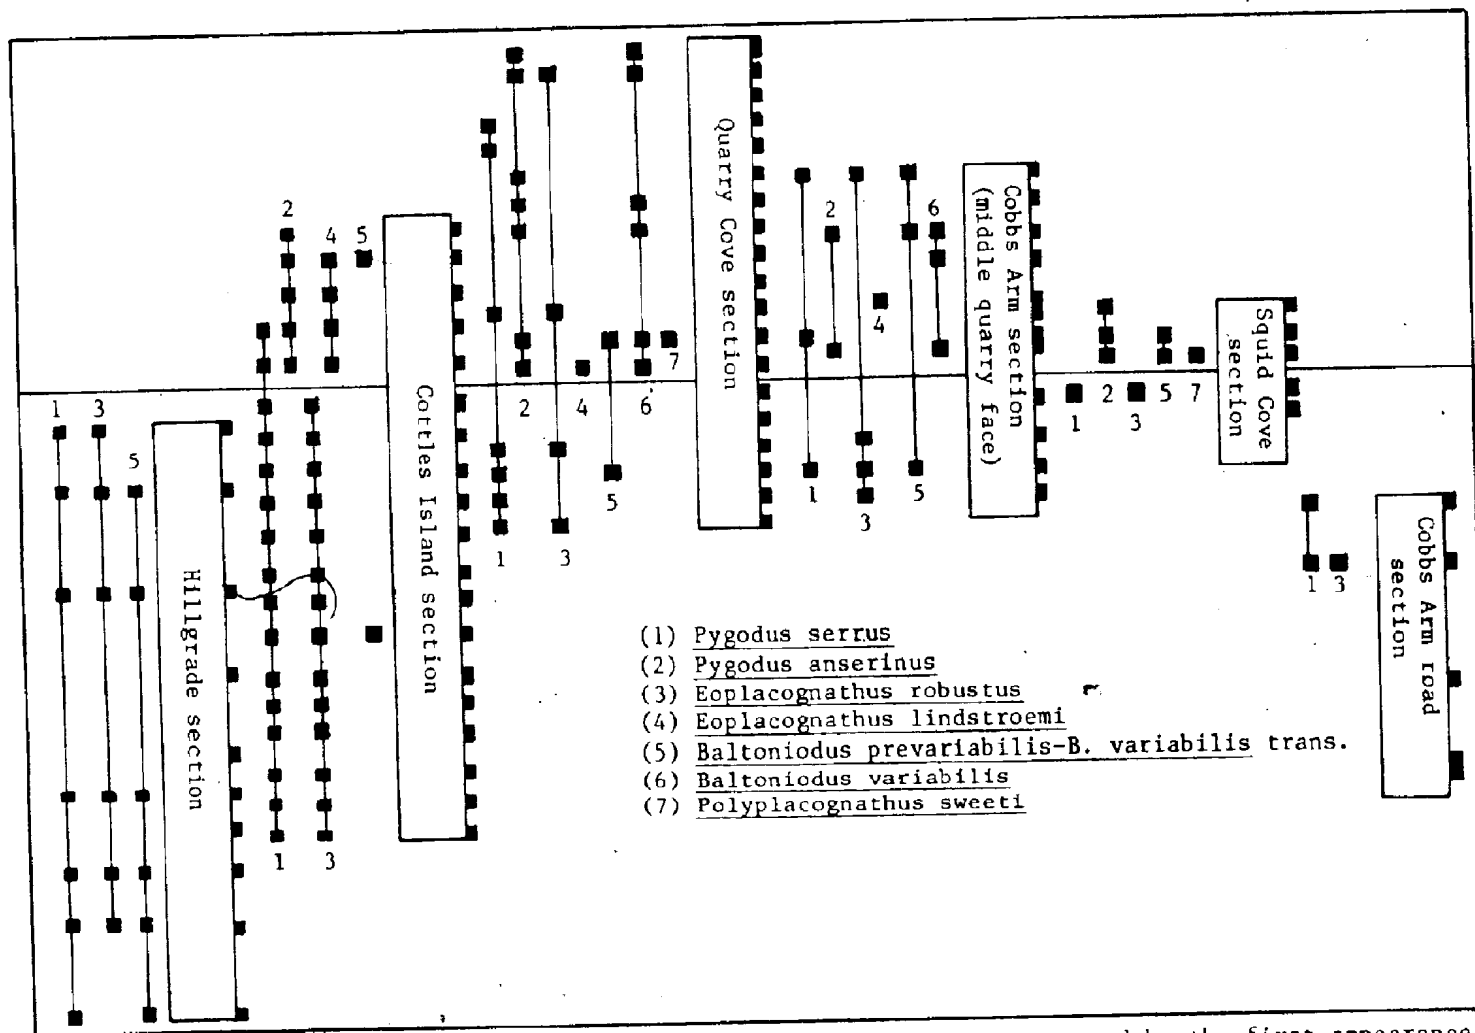 2
4
5
2
4
6
7
5
3
1
Quarry Cove section
2
6
4
1
3
5
Cobbs Arm section
(middle quarry face)
1
2
3
5
7
Squid Cove
section
1
3
5
Hillgrade section
1
3
Cottles Island section
1
3
Cobbs Arm road
section
(1) Pygodus serrus
(2) Pygodus anserinus
(3) Eoplacognathus robustus
(4) Eoplacognathus lindstroemi
(5) Baltoniodus prevariabilis-B. variabilis trans.
(6) Baltoniodus variabilis
(7) Polyplacognathus sweeti
the first appearance